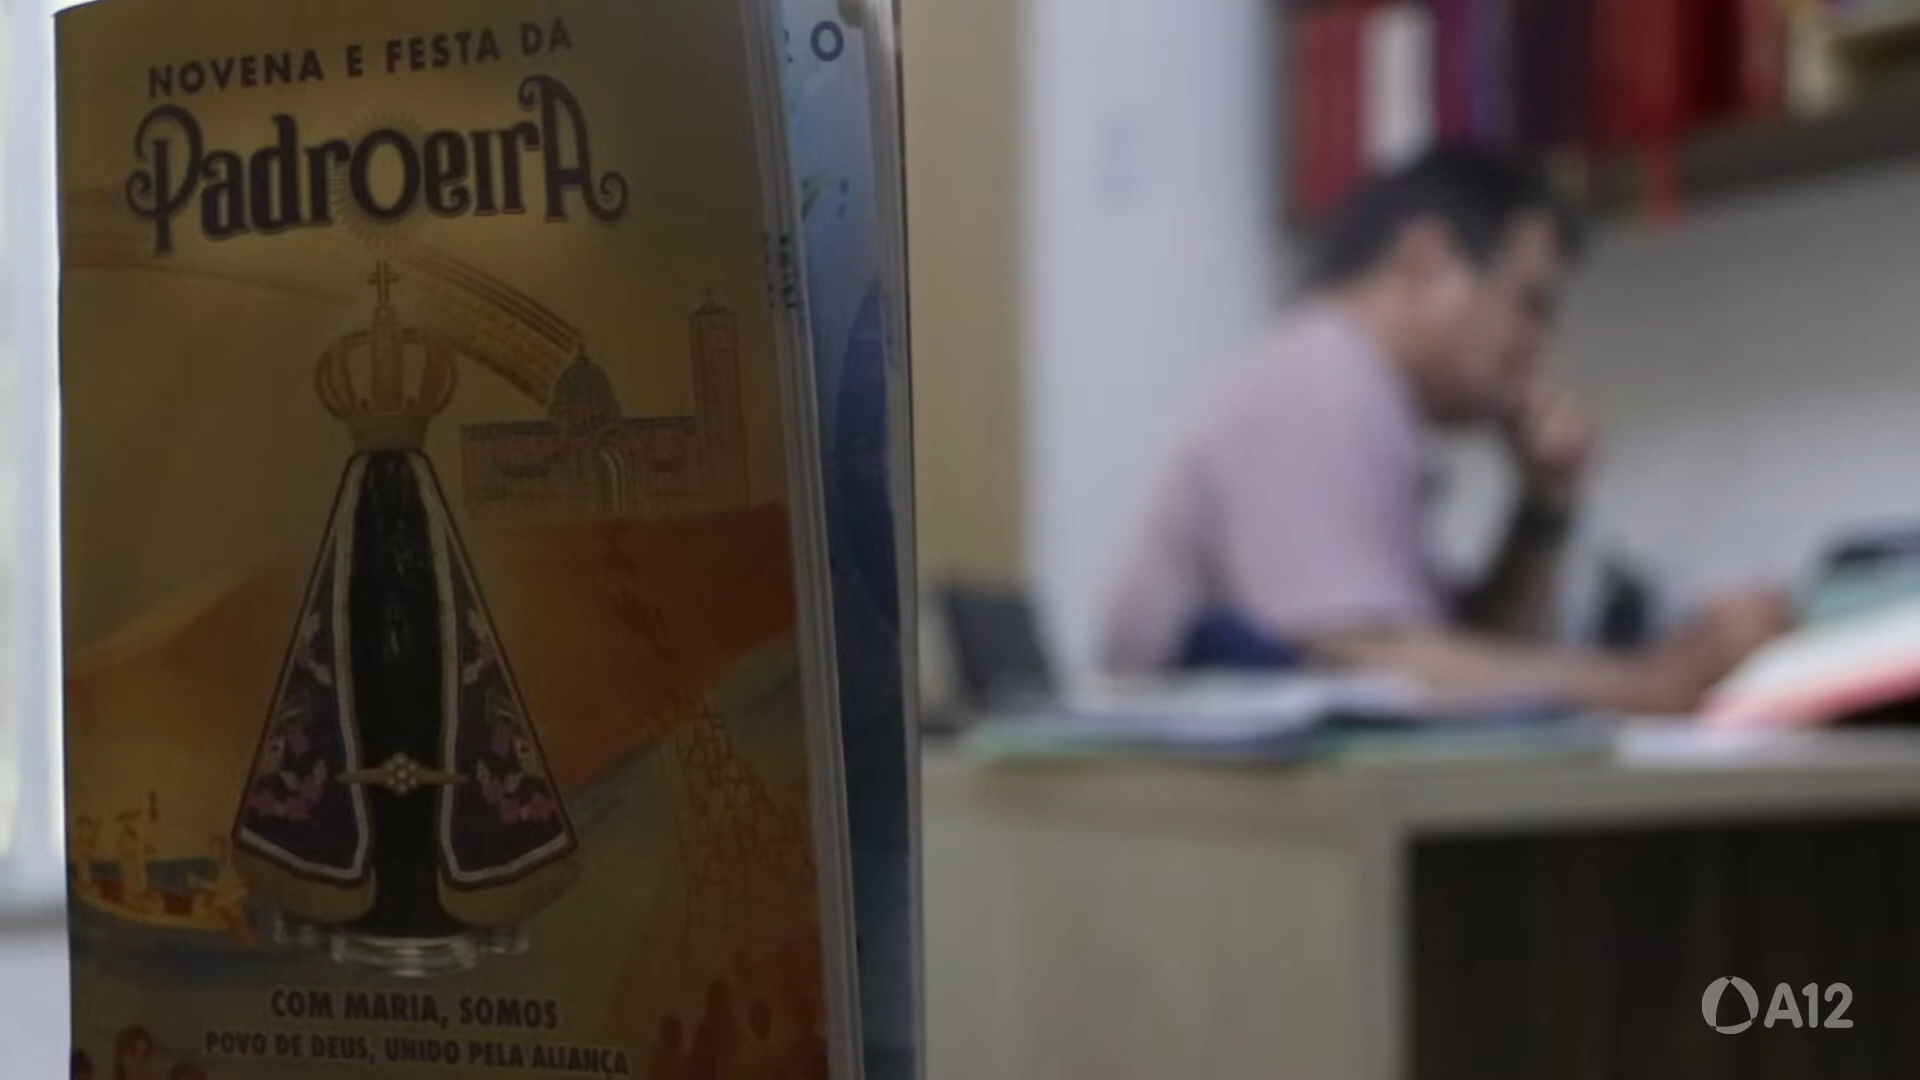 NOVENA E FESTA DA
PadroeirA
COM MARIA, SOMOS
POVO DE DEUS, UNIDO PELA ALIANÇA
O
A12